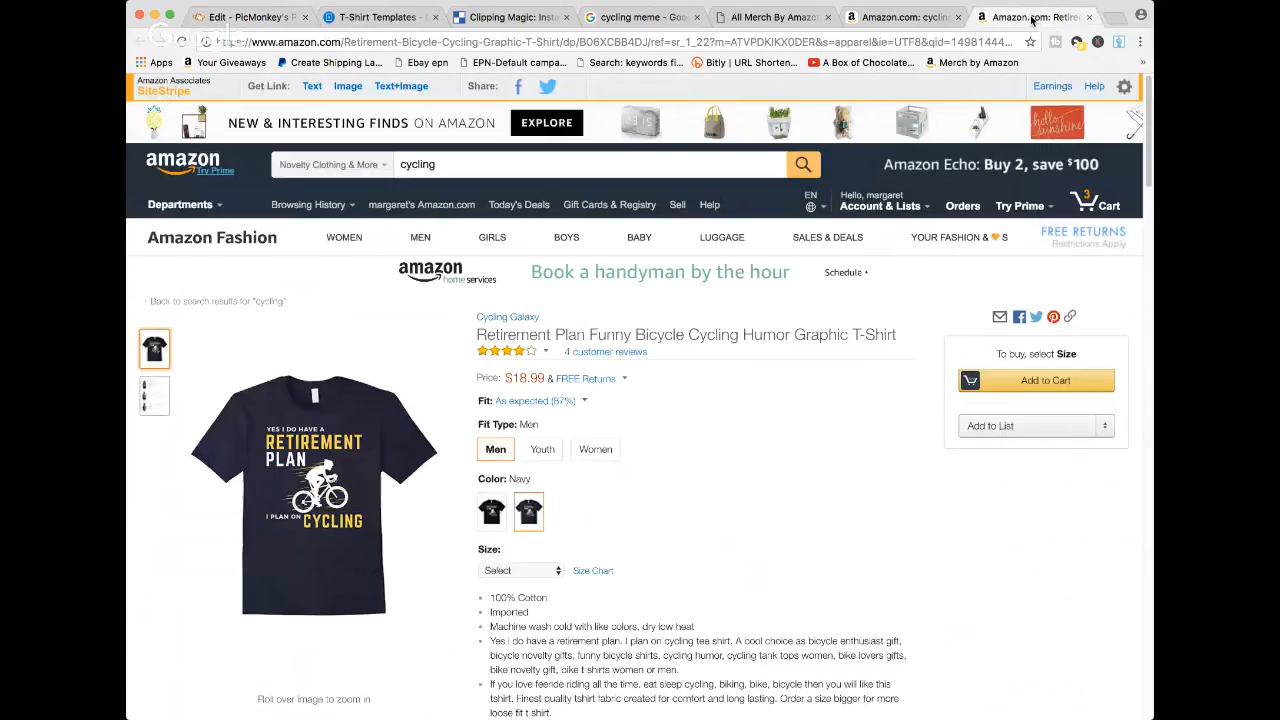 Edit - PicMonkey's F
T-Shirt Templates -
Clipping Magic: Insta
cycling meme - Goo
All Merch By Amazon
Amazon.com: cyclin
Amazon.com: Retirem
https://www.amazon.com/Retirement-Bicycle-Cycling-Graphic-T-Shirt/dp/B06XCBB4DJ/ref=sr_1_22?m=ATVPDKIKX0DER&s=apparel&ie=UTF8&qid=14981444...
Apps
Your Giveaways
Create Shipping La...
Ebay epn
EPN-Default campa...
Search: keywords fi...
Bitly | URL Shorten...
A Box of Chocolate...
Merch by Amazon
»
Amazon Associates
SiteStripe
Get Link:
Text
Image
Text+Image
Share:
Earnings
Help
NEW & INTERESTING FINDS ON AMAZON
EXPLORE
hello sunshine
amazon
Try Prime
Novelty Clothing & More
cycling
Amazon Echo: Buy 2, save $100
Departments
Browsing History
margaret's Amazon.com
Today's Deals
Gift Cards & Registry
Sell
Help
EN
Hello, margaret
Account & Lists
Orders
Try Prime
3
Cart
Amazon Fashion
WOMEN
MEN
GIRLS
BOYS
BABY
LUGGAGE
SALES & DEALS
YOUR FASHION & 🧡 S
FREE RETURNS
Restrictions Apply
amazon
home services
Book a handyman by the hour
Schedule ›
‹ Back to search results for "cycling"
Cycling Galaxy
Retirement Plan Funny Bicycle Cycling Humor Graphic T-Shirt
4 customer reviews
Price: $18.99 & FREE Returns
Fit: As expected (87%)
Fit Type: Men
Men
Youth
Women
Color: Navy
Size:
Select
Size Chart
• 100% Cotton
• Imported
• Machine wash cold with like colors, dry low heat
• Yes i do have a retirement plan. I plan on cycling tee shirt. A cool choice as bicycle enthusiast gift,
bicycle novelty gifts, funny bicycle shirts, cycling humor, cycling tank tops women, bike lovers gifts,
bike novelty gift, bike t shirts women or men.
• If you love feeride riding all the time, eat sleep cycling, biking, bike, bicycle then you will like this
tshirt. Finest quality tshirt fabric created for comfort and long lasting. Order a size bigger for more
loose fit t shirt.
To buy, select Size
Add to Cart
Add to List
YES I DO HAVE A
RETIREMENT
PLAN
I PLAN ON CYCLING
Roll over image to zoom in